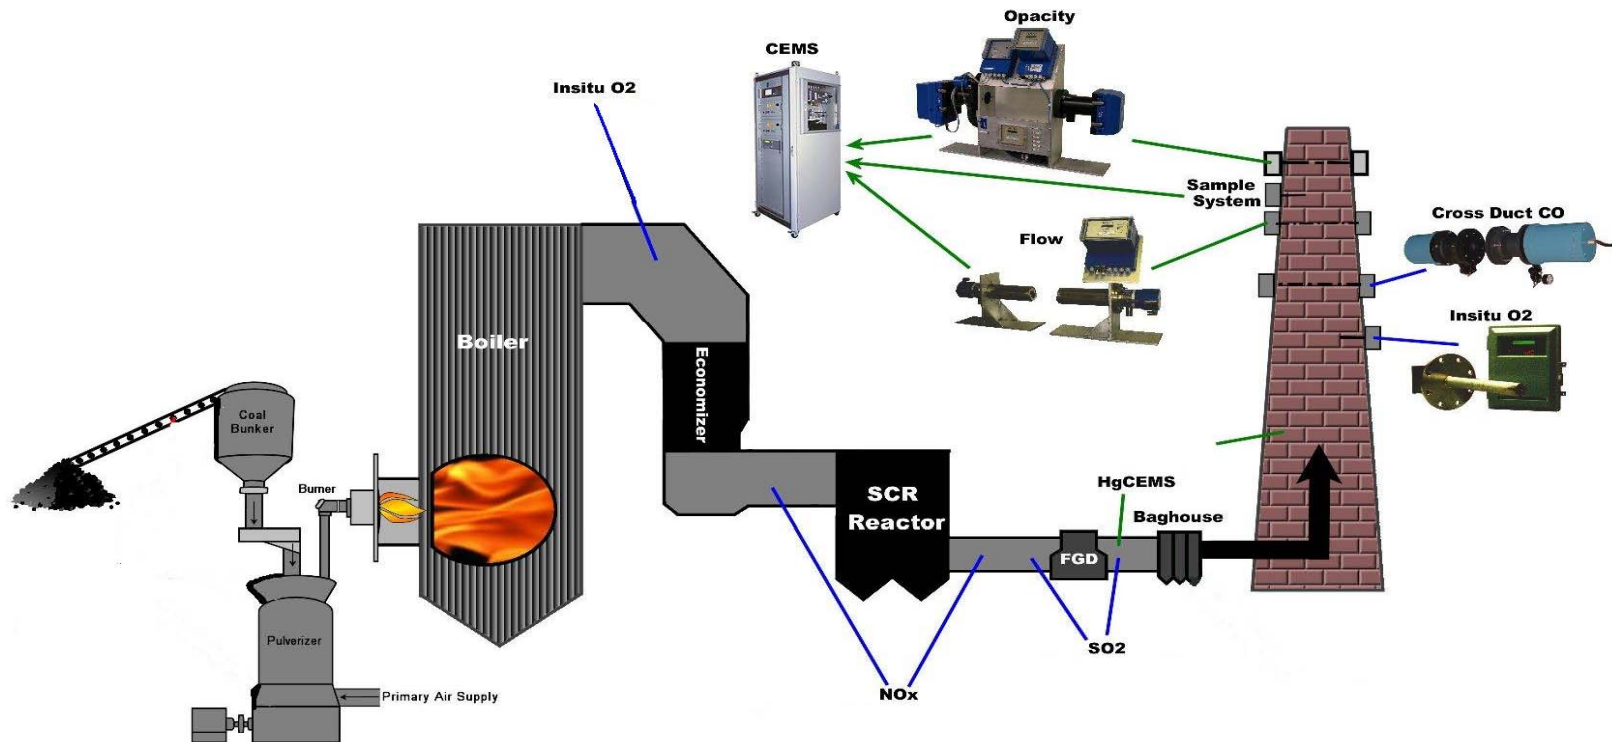 Opacity
CEMS
Insitu O2
Sample
System
Cross Duct CO
Flow
Insitu O2
Boiler
Economizer
Coal
Bunker
Burner
SCR
Reactor
HgCEMS
Baghouse
FGD
Pulverizer
SO2
NOx
Primary Air Supply